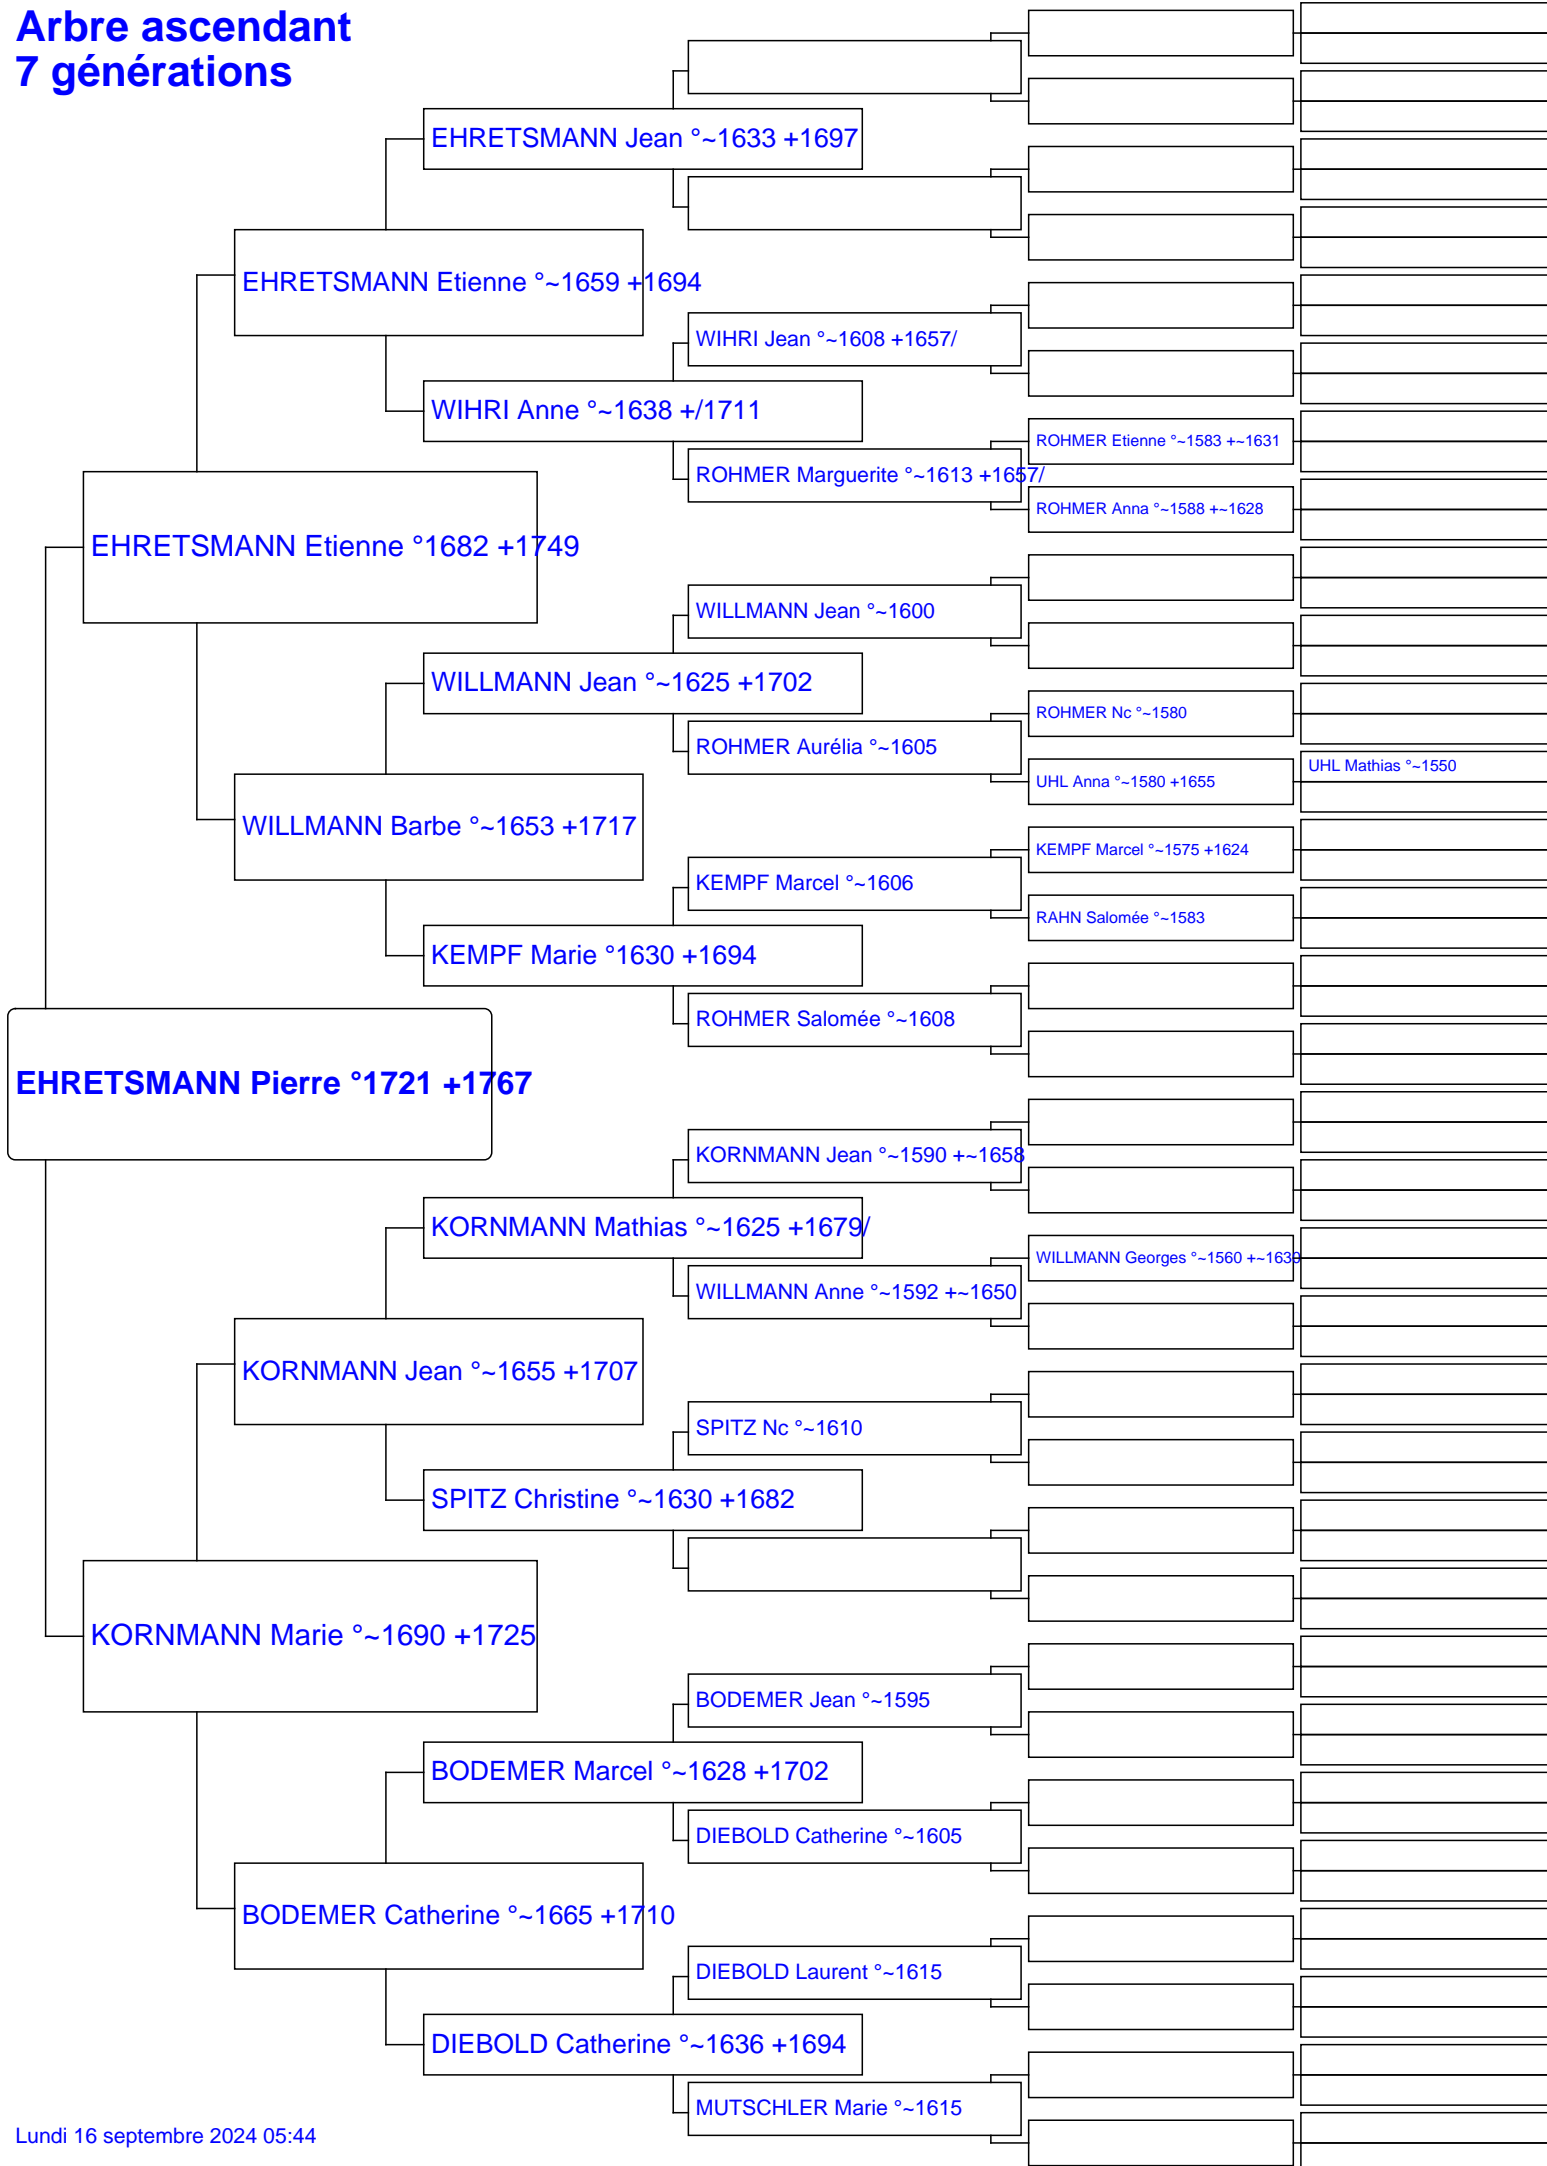 Arbre ascendant
7 générations
EHRETSMANN Jean °~1633 +1697
EHRETSMANN Etienne °~1659 +1694
WIHRI Jean °~1608 +1657/
WIHRI Anne °~1638 +/1711
ROHMER Etienne °~1583 +~1631
ROHMER Marguerite °~1613 +1657/
ROHMER Anna °~1588 +~1628
EHRETSMANN Etienne °1682 +1749
WILLMANN Jean °~1600
WILLMANN Jean °~1625 +1702
ROHMER Nc °~1580
ROHMER Aurélia °~1605
UHL Mathias °~1550
UHL Anna °~1580 +1655
WILLMANN Barbe °~1653 +1717
KEMPF Marcel °~1575 +1624
KEMPF Marcel °~1606
RAHN Salomée °~1583
KEMPF Marie °1630 +1694
ROHMER Salomée °~1608
EHRETSMANN Pierre °1721 +1767
KORNMANN Jean °~1590 +~1658
KORNMANN Mathias °~1625 +1679/
WILLMANN Georges °~1560 +~1630
WILLMANN Anne °~1592 +~1650
KORNMANN Jean °~1655 +1707
SPITZ Nc °~1610
SPITZ Christine °~1630 +1682
KORNMANN Marie °~1690 +1725
BODEMER Jean °~1595
BODEMER Marcel °~1628 +1702
DIEBOLD Catherine °~1605
BODEMER Catherine °~1665 +1710
DIEBOLD Laurent °~1615
DIEBOLD Catherine °~1636 +1694
MUTSCHLER Marie °~1615
Lundi 16 septembre 2024 05:44